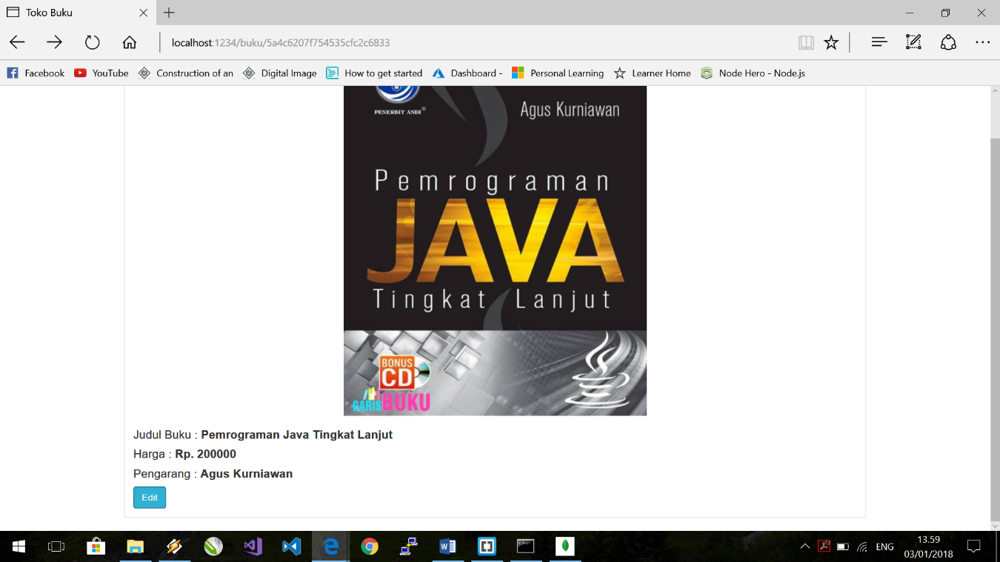 Toko Buku
localhost:1234/buku/5a4c6207f754535cfc2c6833
Facebook YouTube Construction of an Digital Image How to get started Dashboard - Personal Learning Learner Home Node Hero - Node.js
PENERBIT ANDI®
Agus Kurniawan
Pemrograman
JAVA
Tingkat Lanjut
BONUS
CD
GARISBUKU
Judul Buku : Pemrograman Java Tingkat Lanjut
Harga : Rp. 200000
Pengarang : Agus Kurniawan
Edit
ENG
13.59
03/01/2018